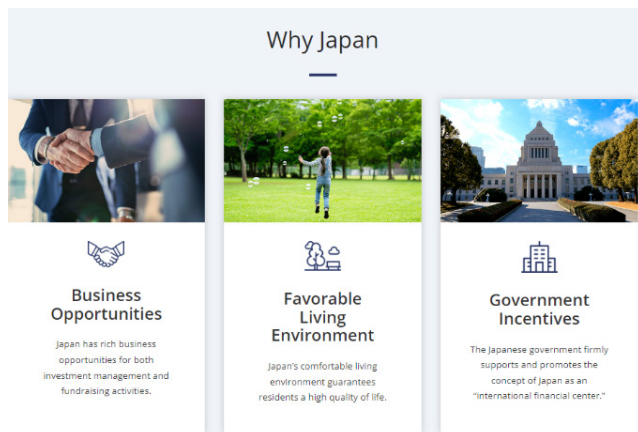 Why Japan
Business
Opportunities
Japan has rich business
opportunities for both
investment management and
fundraising activities.
Favorable
Living
Environment
Japan's comfortable living
environment guarantees
residents a high quality of life.
Government
Incentives
The Japanese government firmly
supports and promotes the
concept of Japan as an
“international financial center.”